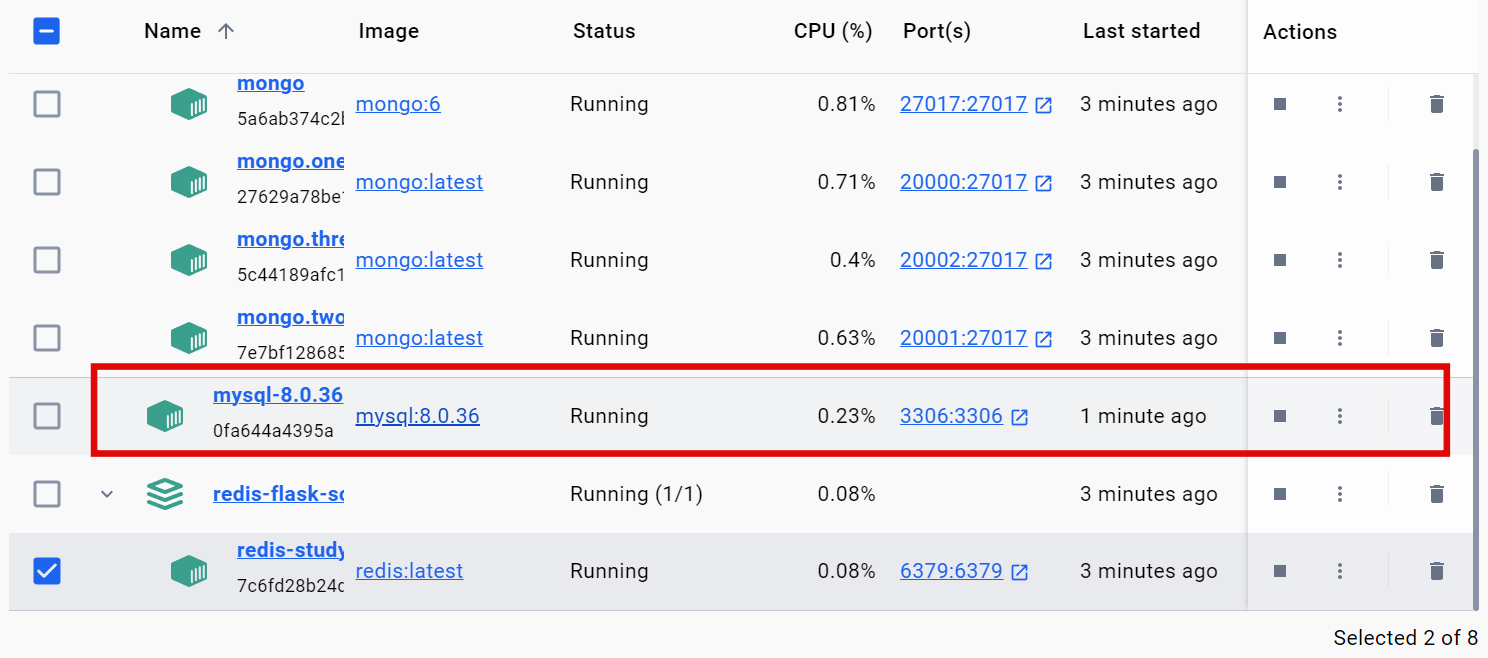 Name Image Status CPU (%) Port(s) Last started Actions
mongo
5a6ab374c2 mongo:6 Running 0.81% 27017:27017 3 minutes ago
mongo.one
27629a78be mongo:latest Running 0.71% 20000:27017 3 minutes ago
mongo.thre
5c44189afc1 mongo:latest Running 0.4% 20002:27017 3 minutes ago
mongo.two
7e7bf128685 mongo:latest Running 0.63% 20001:27017 3 minutes ago
mysql-8.0.36
0fa644a4395a mysql:8.0.36 Running 0.23% 3306:3306 1 minute ago
redis-flask-sc Running (1/1) 0.08% 3 minutes ago
redis-study
7c6fd28b24c redis:latest Running 0.08% 6379:6379 3 minutes ago
Selected 2 of 8